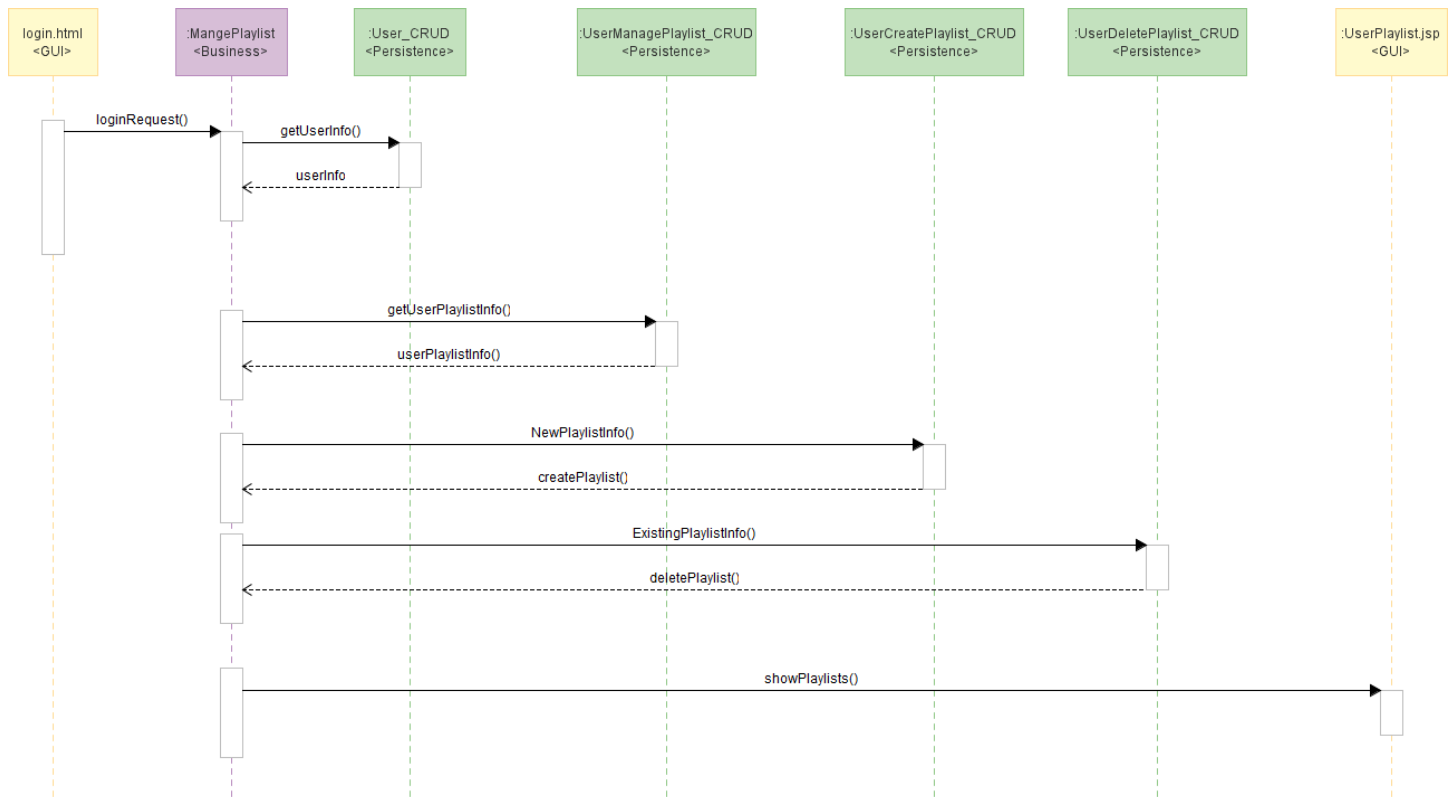 login.html
<GUI>
:MangePlaylist
<Business>
:User_CRUD
<Persistence>
:UserManagePlaylist_CRUD
<Persistence>
:UserCreatePlaylist_CRUD
<Persistence>
:UserDeletePlaylist_CRUD
<Persistence>
:UserPlaylist.jsp
<GUI>
loginRequest()
getUserInfo()
userInfo
getUserPlaylistInfo()
userPlaylistInfo()
NewPlaylistInfo()
createPlaylist()
ExistingPlaylistInfo()
deletePlaylist()
showPlaylists()